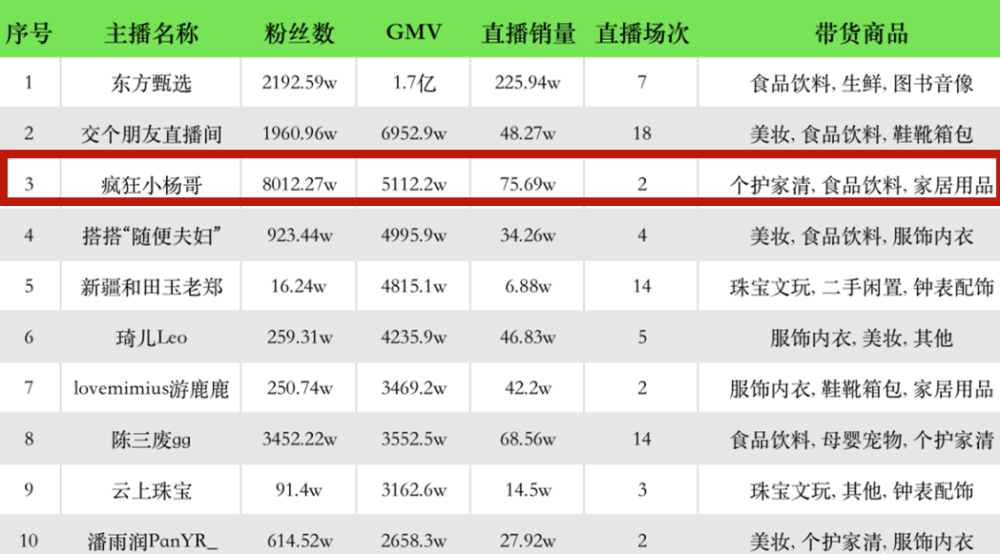 序号 主播名称 粉丝数 GMV 直播销量 直播场次 带货商品
1 东方甄选 2192.59w 1.7亿 225.94w 7 食品饮料, 生鲜, 图书音像
2 交个朋友直播间 1960.96w 6952.9w 48.27w 18 美妆, 食品饮料, 鞋靴箱包
3 疯狂小杨哥 8012.27w 5112.2w 75.69w 2 个护家清, 食品饮料, 家居用品
4 搭搭“随便夫妇” 923.44w 4995.9w 34.26w 4 美妆, 食品饮料, 服饰内衣
5 新疆和田玉老郑 16.24w 4815.1w 6.88w 14 珠宝文玩, 二手闲置, 钟表配饰
6 琦儿Leo 259.31w 4235.9w 46.83w 5 服饰内衣, 美妆, 其他
7 lovemimius游鹿鹿 250.74w 3469.2w 42.2w 2 服饰内衣, 鞋靴箱包, 家居用品
8 陈三废gg 3452.22w 3552.5w 68.56w 14 食品饮料, 母婴宠物, 个护家清
9 云上珠宝 91.4w 3162.6w 14.5w 3 珠宝文玩, 其他, 钟表配饰
10 潘雨润PanYR_ 614.52w 2658.3w 27.92w 2 美妆, 个护家清, 服饰内衣